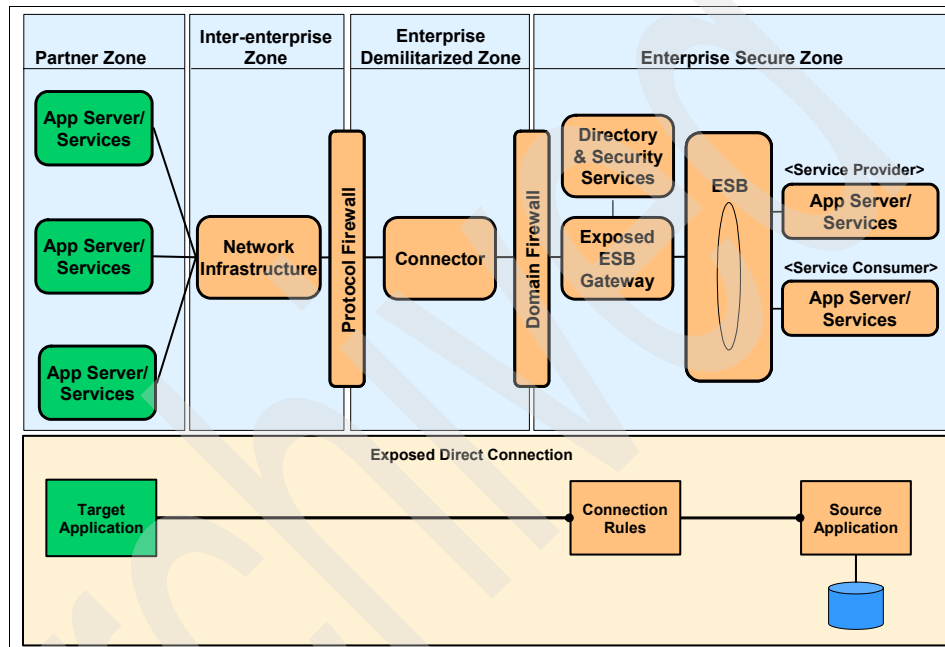 Partner Zone
Inter-enterprise
Zone
Enterprise
Demilitarized Zone
Enterprise Secure Zone
App Server/
Services
App Server/
Services
App Server/
Services
Network
Infrastructure
Protocol Firewall
Connector
Domain Firewall
Directory
& Security
Services
Exposed
ESB
Gateway
ESB
<Service Provider>
App Server/
Services
<Service Consumer>
App Server/
Services
Exposed Direct Connection
Target
Application
Connection
Rules
Source
Application